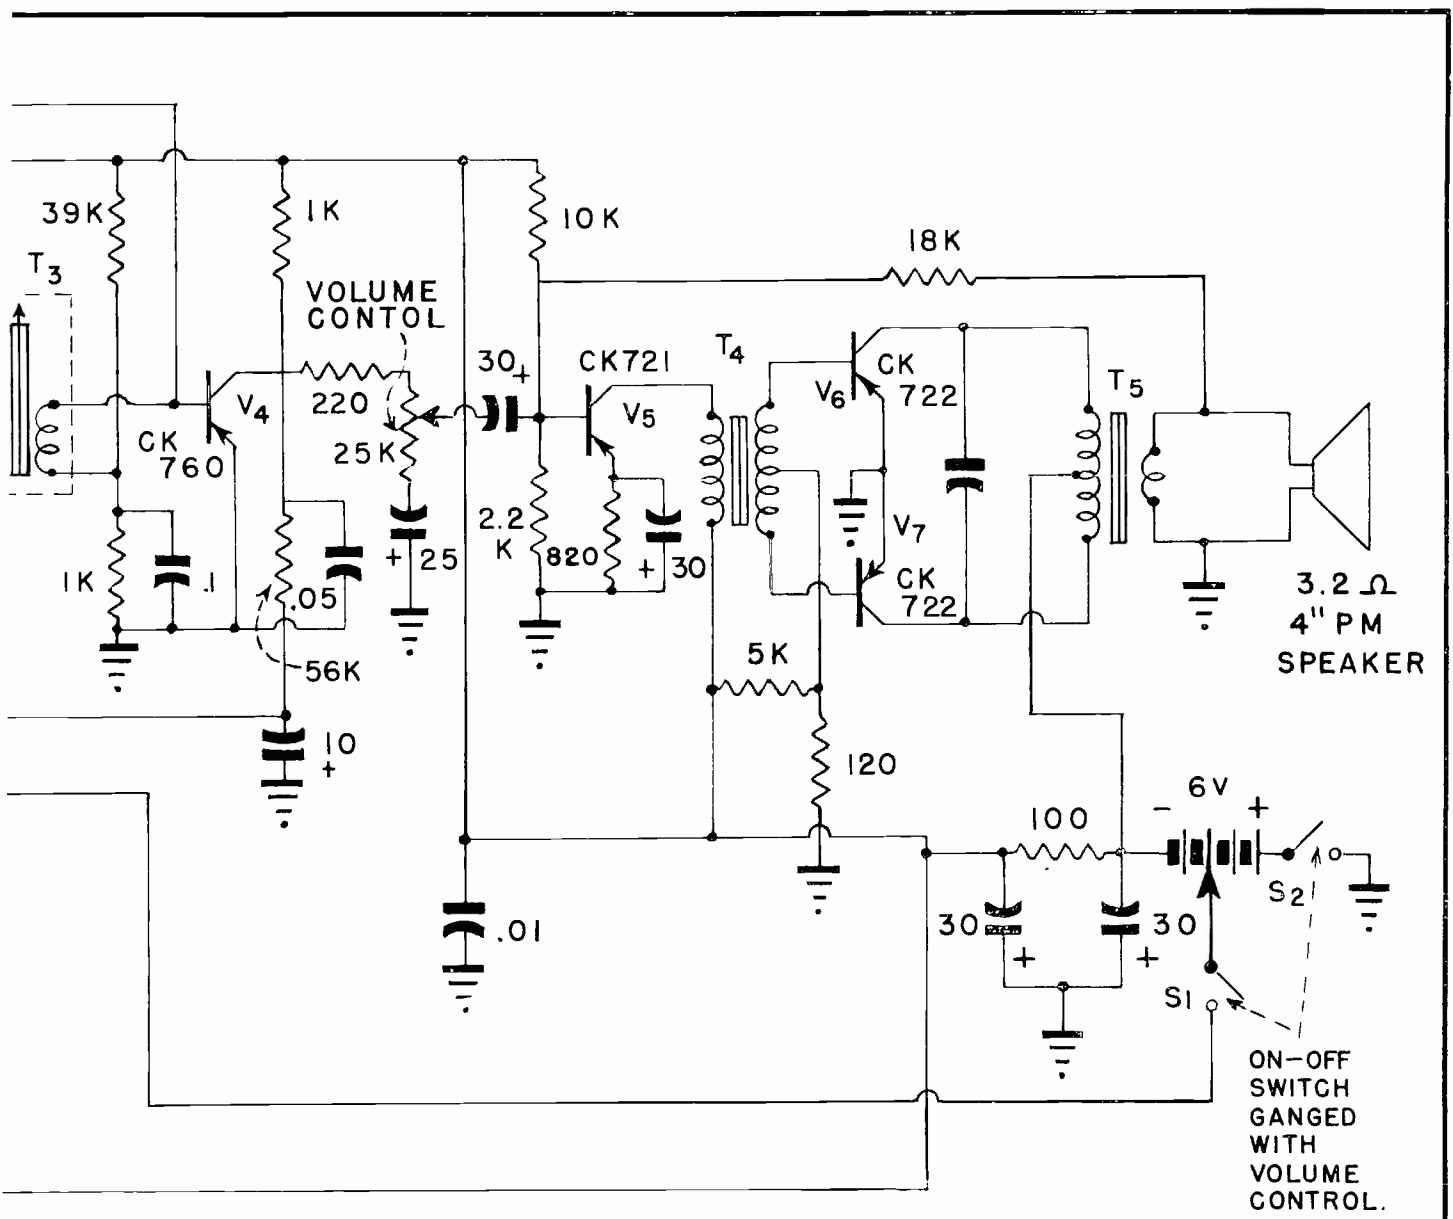 39K
1K
10K
18K
T3
VOLUME
CONTOL
30
+
CK721
T4
CK
722
V6
T5
V4
220
V5
CK
760
25K
2.2
K
820
+
30
V7
CK
722
1K
.1
.05
+
25
56K
5K
3.2 Ω
4" PM
SPEAKER
10
+
120
100
-
6V
+
S2
.01
30
+
30
+
S1
ON-OFF
SWITCH
GANGED
WITH
VOLUME
CONTROL.